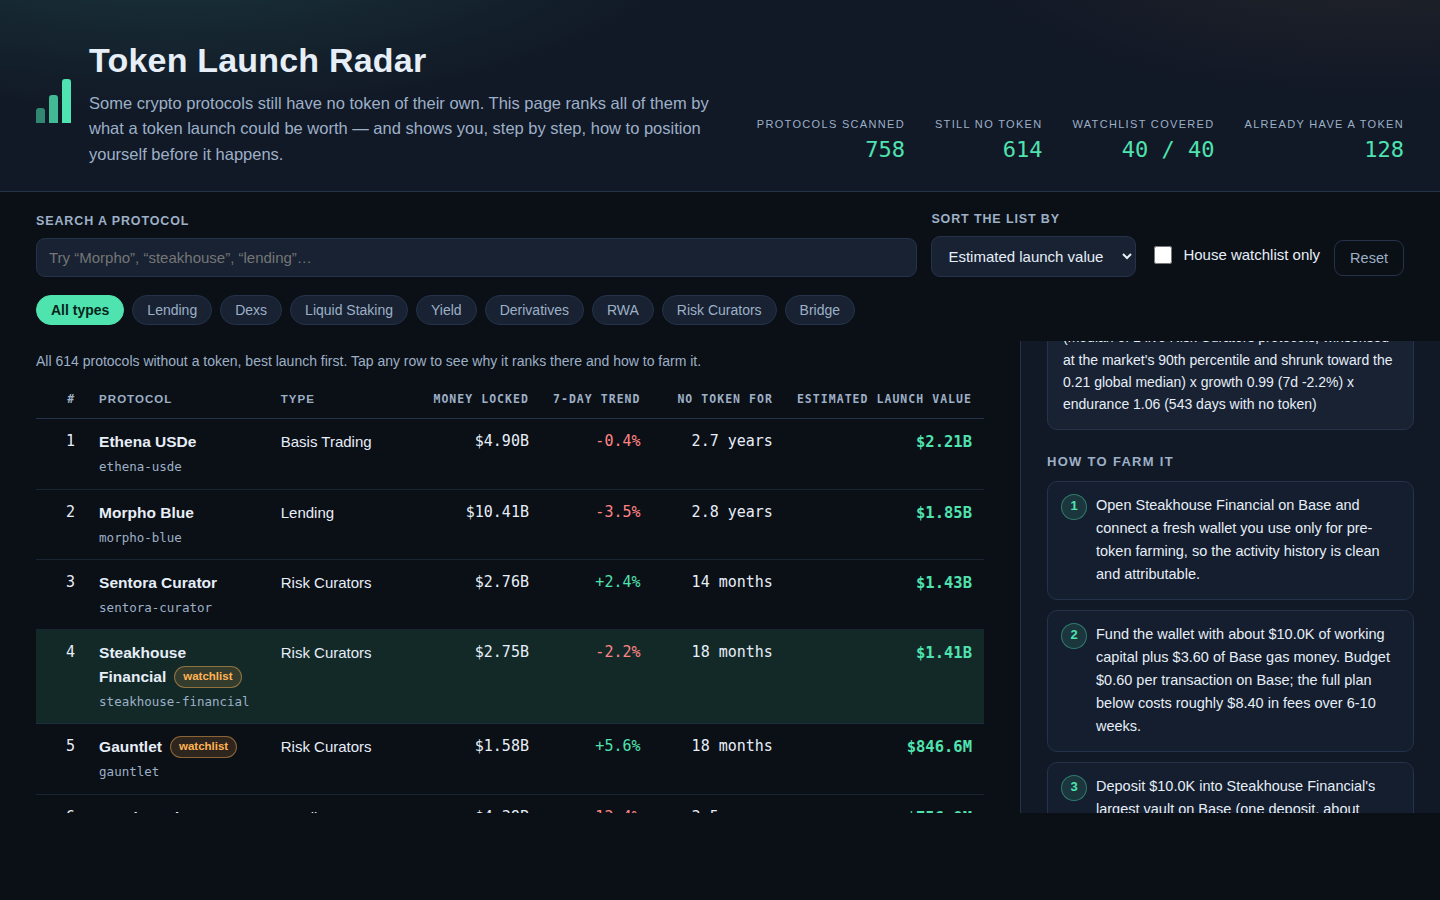 Token Launch Radar
Some crypto protocols still have no token of their own. This page ranks all of them by
what a token launch could be worth — and shows you, step by step, how to position
yourself before it happens.
PROTOCOLS SCANNED
758
STILL NO TOKEN
614
WATCHLIST COVERED
40 / 40
ALREADY HAVE A TOKEN
128
SEARCH A PROTOCOL
Try “Morpho”, “steakhouse”, “lending”…
SORT THE LIST BY
Estimated launch value
House watchlist only
Reset
All types
Lending
Dexs
Liquid Staking
Yield
Derivatives
RWA
Risk Curators
Bridge
All 614 protocols without a token, best launch first. Tap any row to see why it ranks there and how to farm it.
# PROTOCOL TYPE MONEY LOCKED 7-DAY TREND NO TOKEN FOR ESTIMATED LAUNCH VALUE
1 Ethena USDe Basis Trading $4.90B -0.4% 2.7 years $2.21B
ethena-usde
2 Morpho Blue Lending $10.41B -3.5% 2.8 years $1.85B
morpho-blue
3 Sentora Curator Risk Curators $2.76B +2.4% 14 months $1.43B
sentora-curator
4 Steakhouse Risk Curators $2.75B -2.2% 18 months $1.41B
Financial watchlist
steakhouse-financial
5 Gauntlet watchlist Risk Curators $1.58B +5.6% 18 months $846.6M
gauntlet
at the market's 90th percentile and shrunk toward the
0.21 global median) x growth 0.99 (7d -2.2%) x
endurance 1.06 (543 days with no token)
HOW TO FARM IT
1 Open Steakhouse Financial on Base and
connect a fresh wallet you use only for pre-
token farming, so the activity history is clean
and attributable.
2 Fund the wallet with about $10.0K of working
capital plus $3.60 of Base gas money. Budget
$0.60 per transaction on Base; the full plan
below costs roughly $8.40 in fees over 6-10
weeks.
3 Deposit $10.0K into Steakhouse Financial's
largest vault on Base (one deposit, about